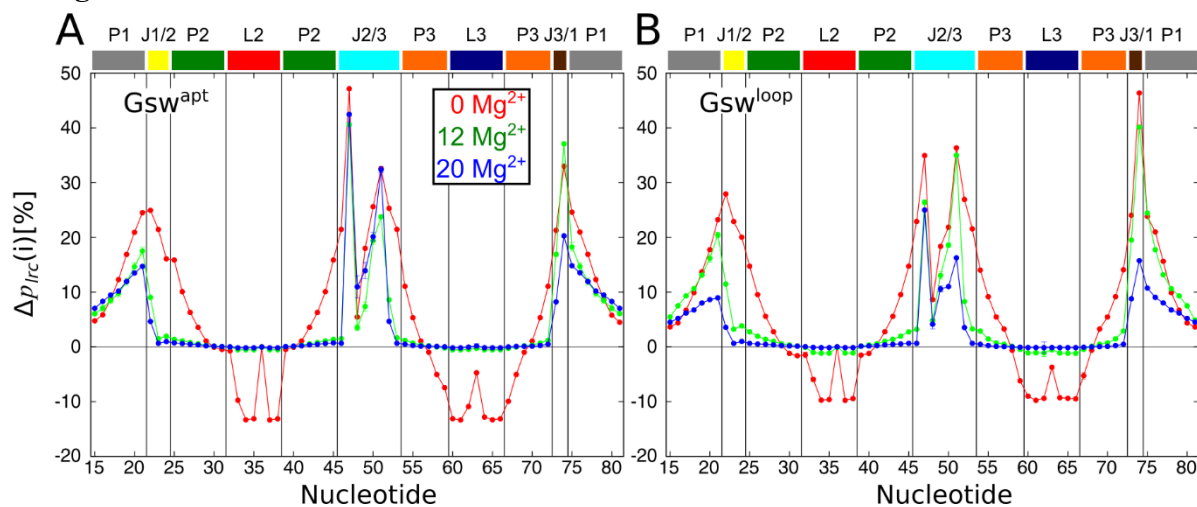 A
P1 J1/2 P2 L2 P2 J2/3 P3 L3 P3 J3/1 P1
B
P1 J1/2 P2 L2 P2 J2/3 P3 L3 P3 J3/1 P1
Gsw^apt
0 Mg²⁺
12 Mg²⁺
20 Mg²⁺
Gsw^loop
Δp_lrc(i)[%]
50
40
30
20
10
0
-10
-20
15 20 25 30 35 40 45 50 55 60 65 70 75 80
Nucleotide
50
40
30
20
10
0
-10
-20
15 20 25 30 35 40 45 50 55 60 65 70 75 80
Nucleotide